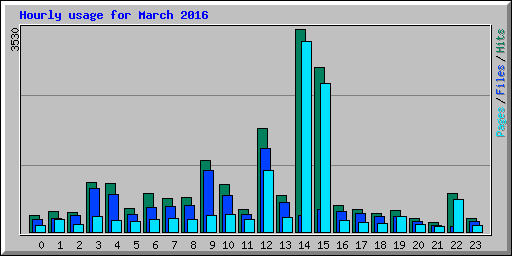 Hourly usage for March 2016
3530
Pages / Files / Hits
0 1 2 3 4 5 6 7 8 9 10 11 12 13 14 15 16 17 18 19 20 21 22 23